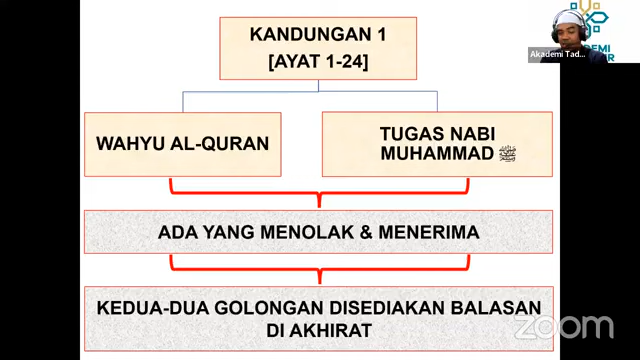 KANDUNGAN 1
[AYAT 1-24]
WAHYU AL-QURAN
TUGAS NABI
MUHAMMAD ﷺ
ADA YANG MENOLAK & MENERIMA
KEDUA-DUA GOLONGAN DISEDIAKAN BALASAN
DI AKHIRAT
Akademi Tad...
zoom